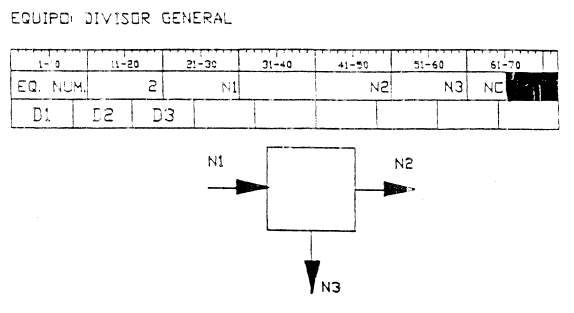 EQUIPO: DIVISOR GENERAL
1-10 11-20 21-30 31-40 41-50 51-60 61-70
EQ. NUM. 2 N1 N2 N3 NC
D1 D2 D3
N1 N2
N3